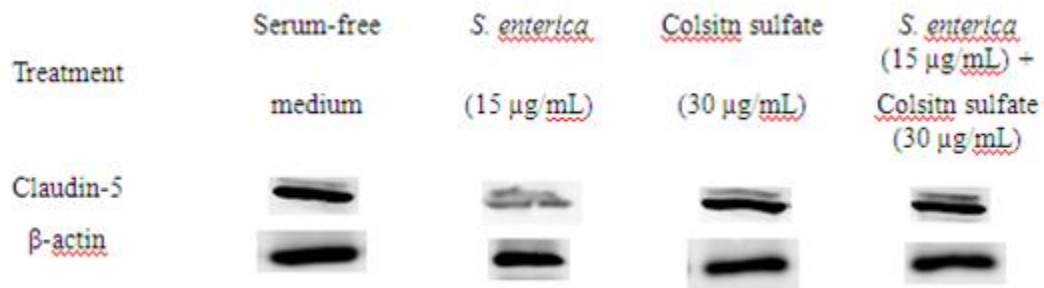 Treatment
Serum-free
medium
S. enterica
(15 µg/mL)
Colsitn sulfate
(30 µg/mL)
S. enterica
(15 µg/mL) +
Colsitn sulfate
(30 µg/mL)
Claudin-5
β-actin